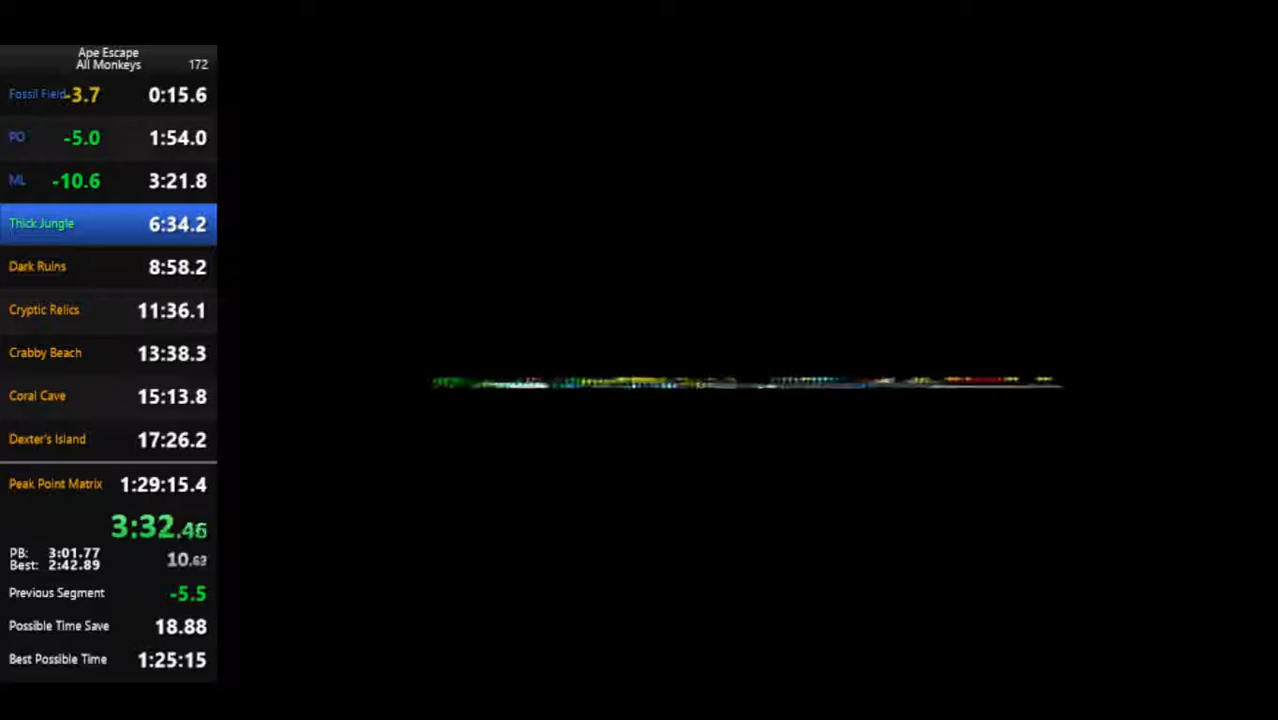 Ape Escape
All Monkeys 172
Fossil Field -3.7 0:15.6
PO -5.0 1:54.0
ML -10.6 3:21.8
Thick Jungle 6:34.2
Dark Ruins 8:58.2
Cryptic Relics 11:36.1
Crabby Beach 13:38.3
Coral Cave 15:13.8
Dexter's Island 17:26.2
Peak Point Matrix 1:29:15.4
3:32.46
PB: 3:01.77 10.63
Best: 2:42.89
Previous Segment -5.5
Possible Time Save 18.88
Best Possible Time 1:25:15